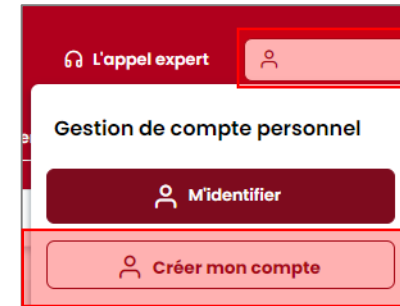 L'appel expert
Gestion de compte personnel
M'identifier
Créer mon compte